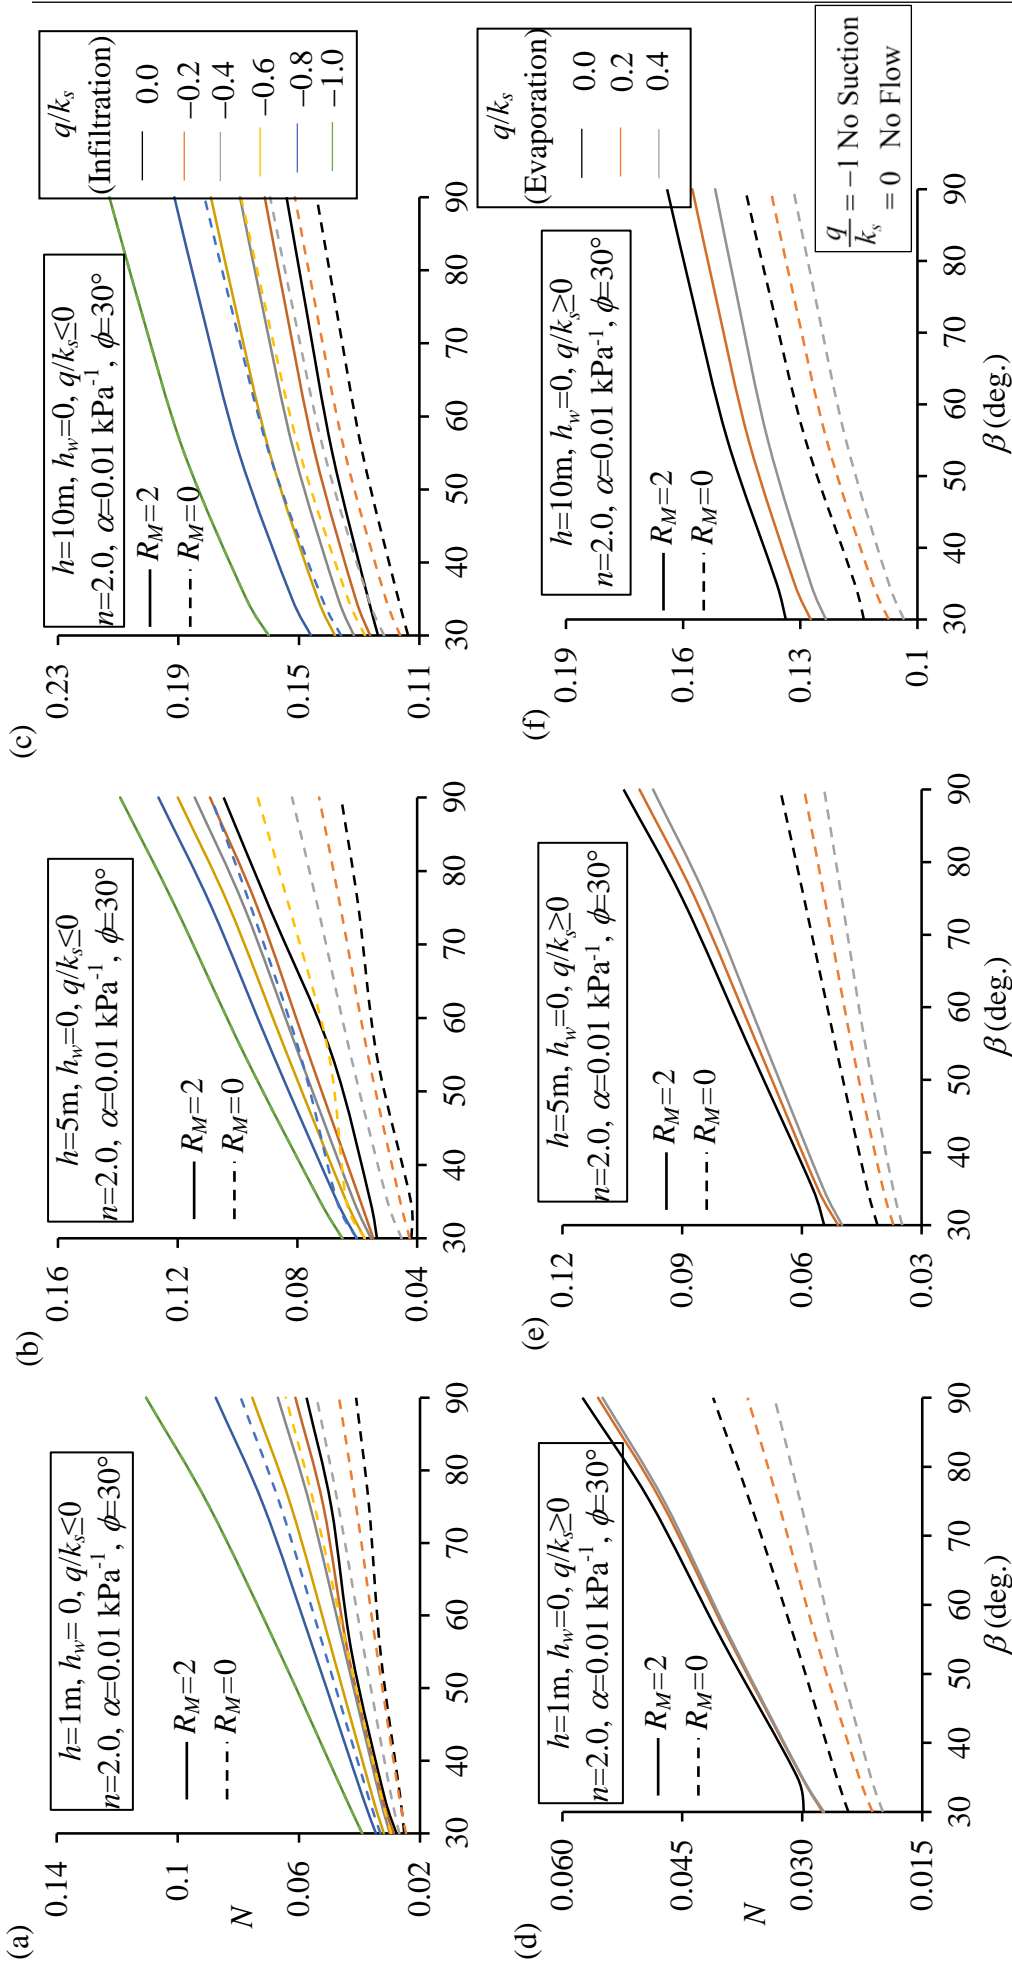 (a)
h=1m, h_w= 0, q/k_s≤0
n=2.0, α=0.01 kPa⁻¹, ϕ=30°
R_M=2
R_M=0
N
0.14
0.1
0.06
0.02
30 40 50 60 70 80 90
(b)
h=5m, h_w=0, q/k_s≤0
n=2.0, α=0.01 kPa⁻¹, ϕ=30°
R_M=2
R_M=0
0.16
0.12
0.08
0.04
30 40 50 60 70 80 90
(c)
h=10m, h_w=0, q/k_s≤0
n=2.0, α=0.01 kPa⁻¹, ϕ=30°
R_M=2
R_M=0
0.23
0.19
0.15
0.11
30 40 50 60 70 80 90
q/k_s
(Infiltration)
0.0
−0.2
−0.4
−0.6
−0.8
−1.0
(d)
h=1m, h_w=0, q/k_s≥0
n=2.0, α=0.01 kPa⁻¹, ϕ=30°
R_M=2
R_M=0
N
0.060
0.045
0.030
0.015
30 40 50 60 70 80 90
β (deg.)
(e)
h=5m, h_w=0, q/k_s≥0
n=2.0, α=0.01 kPa⁻¹, ϕ=30°
R_M=2
R_M=0
0.12
0.09
0.06
0.03
30 40 50 60 70 80 90
β (deg.)
(f)
h=10m, h_w=0, q/k_s≥0
n=2.0, α=0.01 kPa⁻¹, ϕ=30°
R_M=2
R_M=0
0.19
0.16
0.13
0.1
30 40 50 60 70 80 90
β (deg.)
q/k_s
(Evaporation)
0.0
0.2
0.4
q/k_s = −1 No Suction
= 0 No Flow